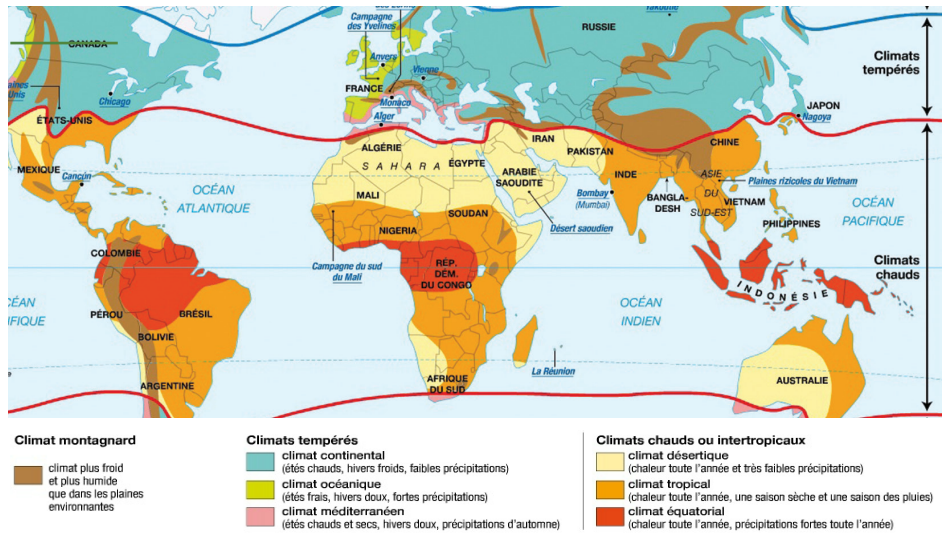 Campagne
des Yvelines
RUSSIE
Climats
tempérés
CANADA
Anvers
Vienne
FRANCE
Monaco
Chicago
Alger
JAPON
Nagoya
ÉTATS-UNIS
ALGÉRIE
IRAN
PAKISTAN
CHINE
SAHARA
ÉGYPTE
ARABIE
SAOUDITE
MEXIQUE
Cancún
INDE
ASIE
DU
SUD-EST
Plaines rizicoles du Vietnam
OCÉAN
ATLANTIQUE
MALI
Bombay
(Mumbai)
BANGLA-
DESH
VIETNAM
OCÉAN
PACIFIQUE
SOUDAN
NIGERIA
Désert saoudien
PHILIPPINES
COLOMBIE
Campagne du sud
du Mali
RÉP.
DÉM.
DU CONGO
Climats
chauds
INDONÉSIE
OCÉAN
IFIQUE
PÉROU
BRÉSIL
OCÉAN
INDIEN
BOLIVIE
La Réunion
ARGENTINE
AFRIQUE
DU SUD
AUSTRALIE
Climat montagnard
climat plus froid
et plus humide
que dans les plaines
environnantes
Climats tempérés
climat continental
(étés chauds, hivers froids, faibles précipitations)
climat océanique
(étés frais, hivers doux, fortes précipitations)
climat méditerranéen
(étés chauds et secs, hivers doux, précipitations d'automne)
Climats chauds ou intertropicaux
climat désertique
(chaleur toute l'année et très faibles précipitations)
climat tropical
(chaleur toute l'année, une saison sèche et une saison des pluies)
climat équatorial
(chaleur toute l'année, précipitations fortes toute l'année)